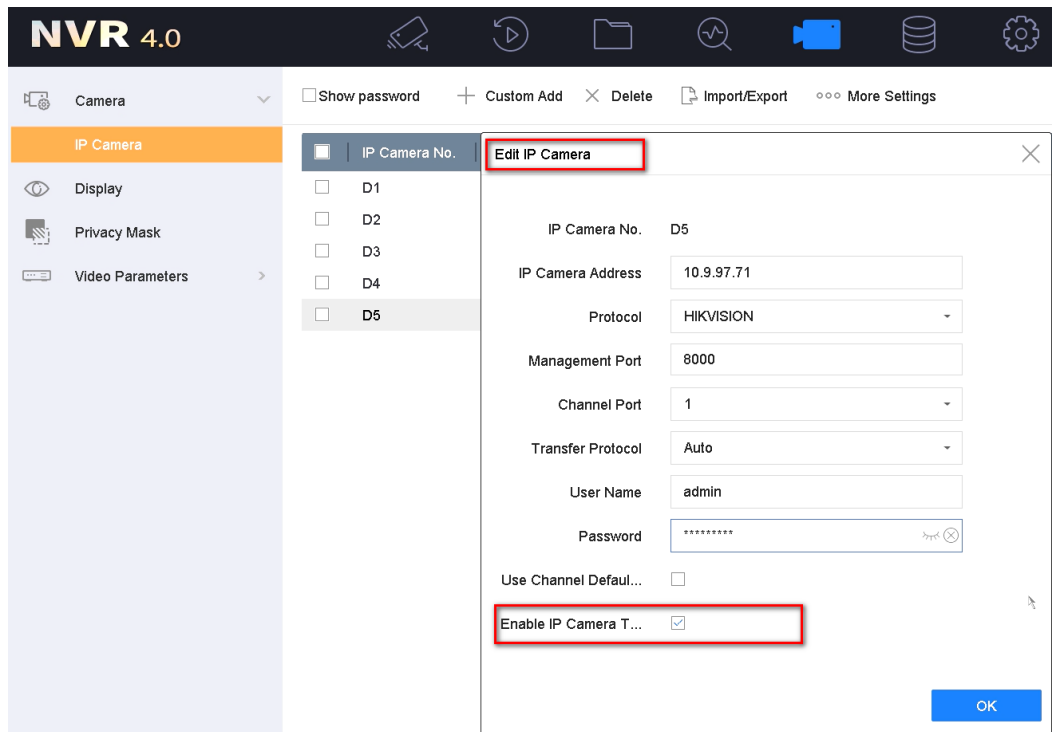 NVR 4.0
Camera
IP Camera
Display
Privacy Mask
Video Parameters
Show password
Custom Add
Delete
Import/Export
More Settings
IP Camera No.
D1
D2
D3
D4
D5
Edit IP Camera
IP Camera No. D5
IP Camera Address 10.9.97.71
Protocol HIKVISION
Management Port 8000
Channel Port 1
Transfer Protocol Auto
User Name admin
Password *********
Use Channel Defaul...
Enable IP Camera T...
OK